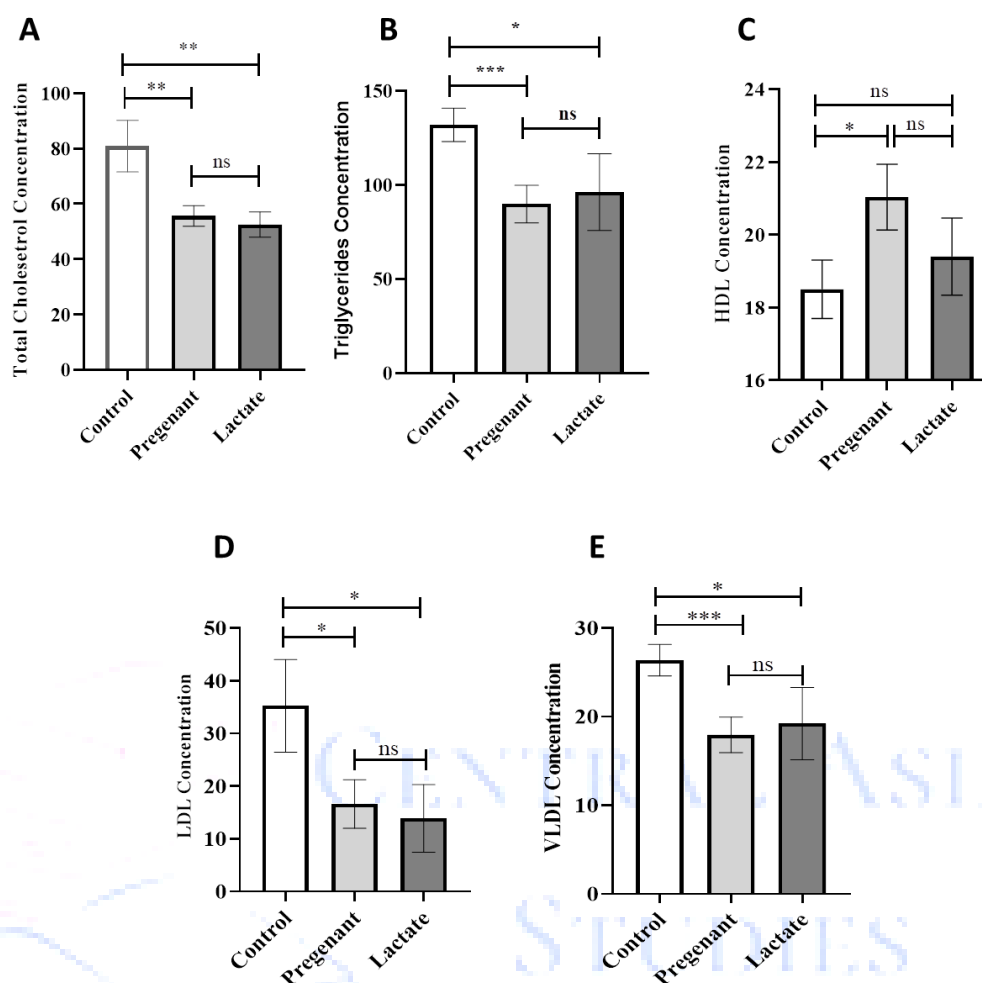 A
**
**
ns
Total Cholesetrol Concentration
100
80
60
40
20
0
Control
Pregenant
Lactate
B
*
***
ns
Triglycerides Concentration
150
100
50
0
Control
Pregenant
Lactate
C
ns
*
ns
HDL Concentration
24
22
20
18
16
Control
Pregenant
Lactate
D
*
*
ns
LDL Concentration
50
40
30
20
10
0
Control
Pregenant
Lactate
E
*
***
ns
VLDL Concentration
30
20
10
0
Control
Pregenant
Lactate
CENTRAL ASI
STUDIES